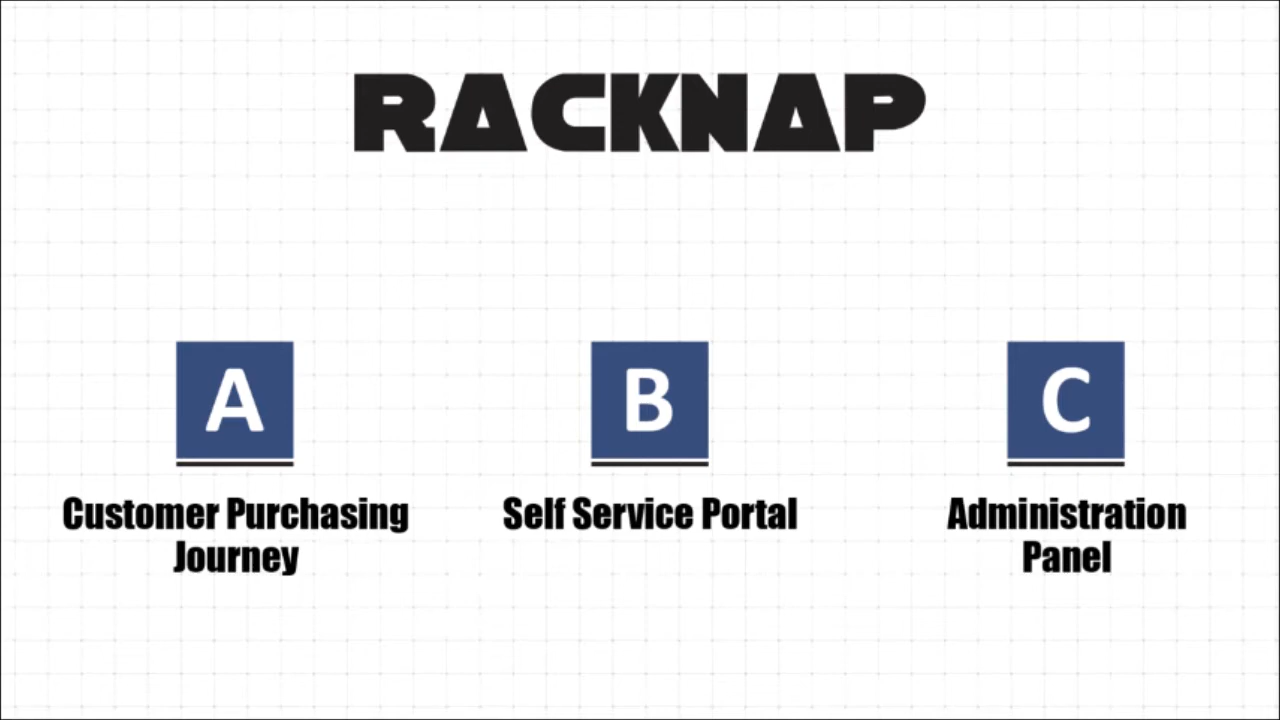 RACKNAP
A
B
C
Customer Purchasing
Journey
Self Service Portal
Administration
Panel